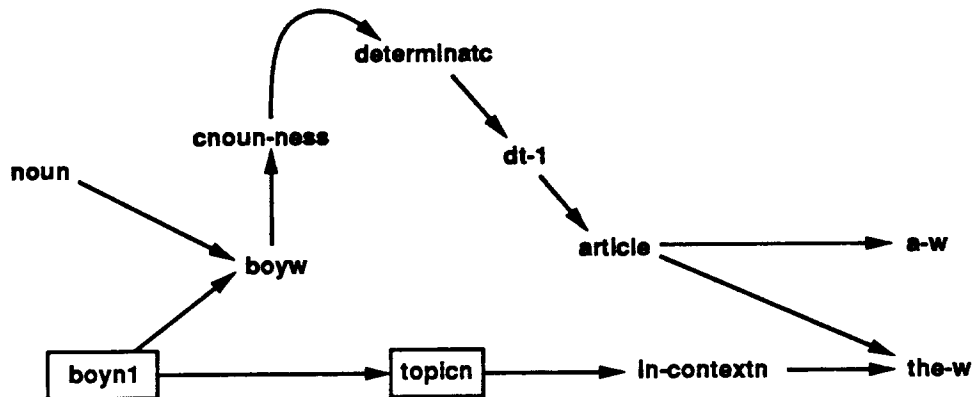 determinatc
cnoun-ness
dt-1
noun
article
a-w
boyw
boyn1
topicn
in-contextn
the-w